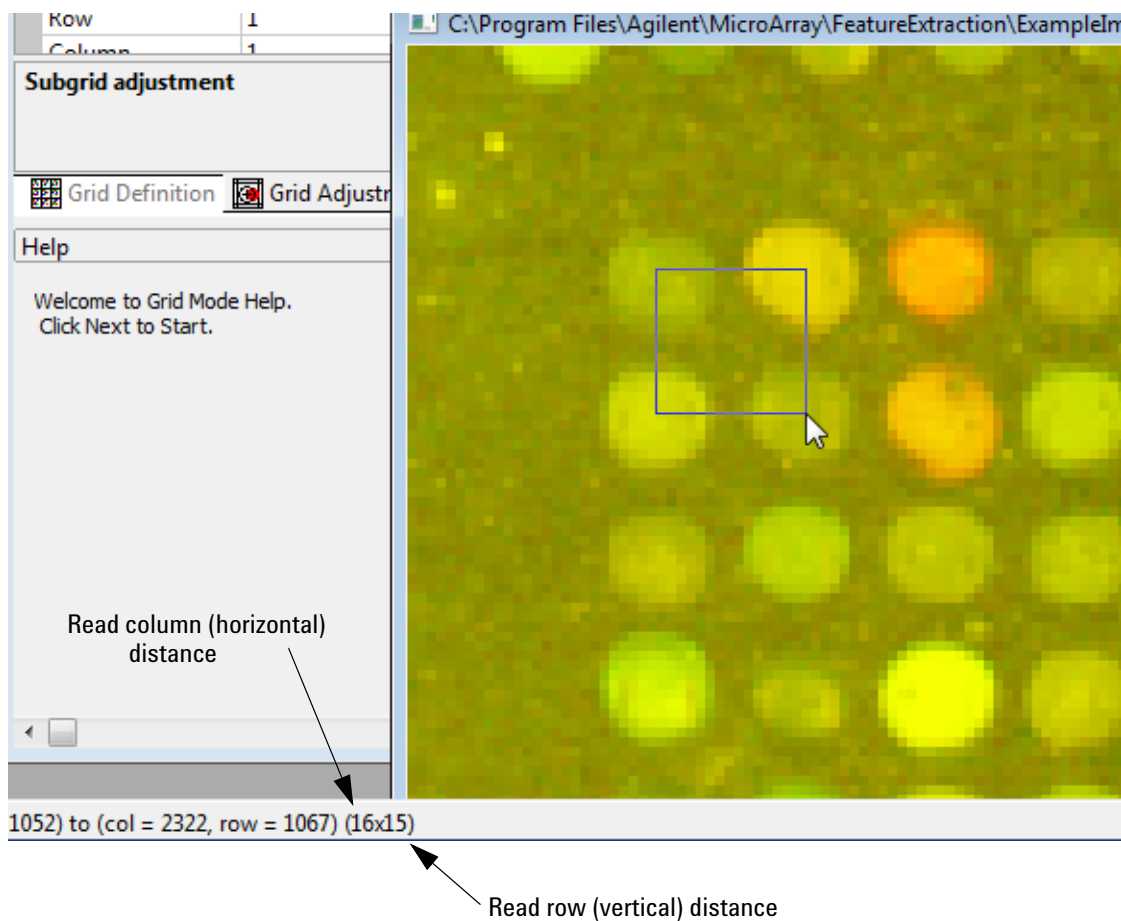 Row 1
Column 1
C:\Program Files\Agilent\MicroArray\FeatureExtraction\ExampleIm
Subgrid adjustment
Grid Definition Grid Adjustr
Help
Welcome to Grid Mode Help.
Click Next to Start.
Read column (horizontal)
distance
1052) to (col = 2322, row = 1067) (16x15)
Read row (vertical) distance